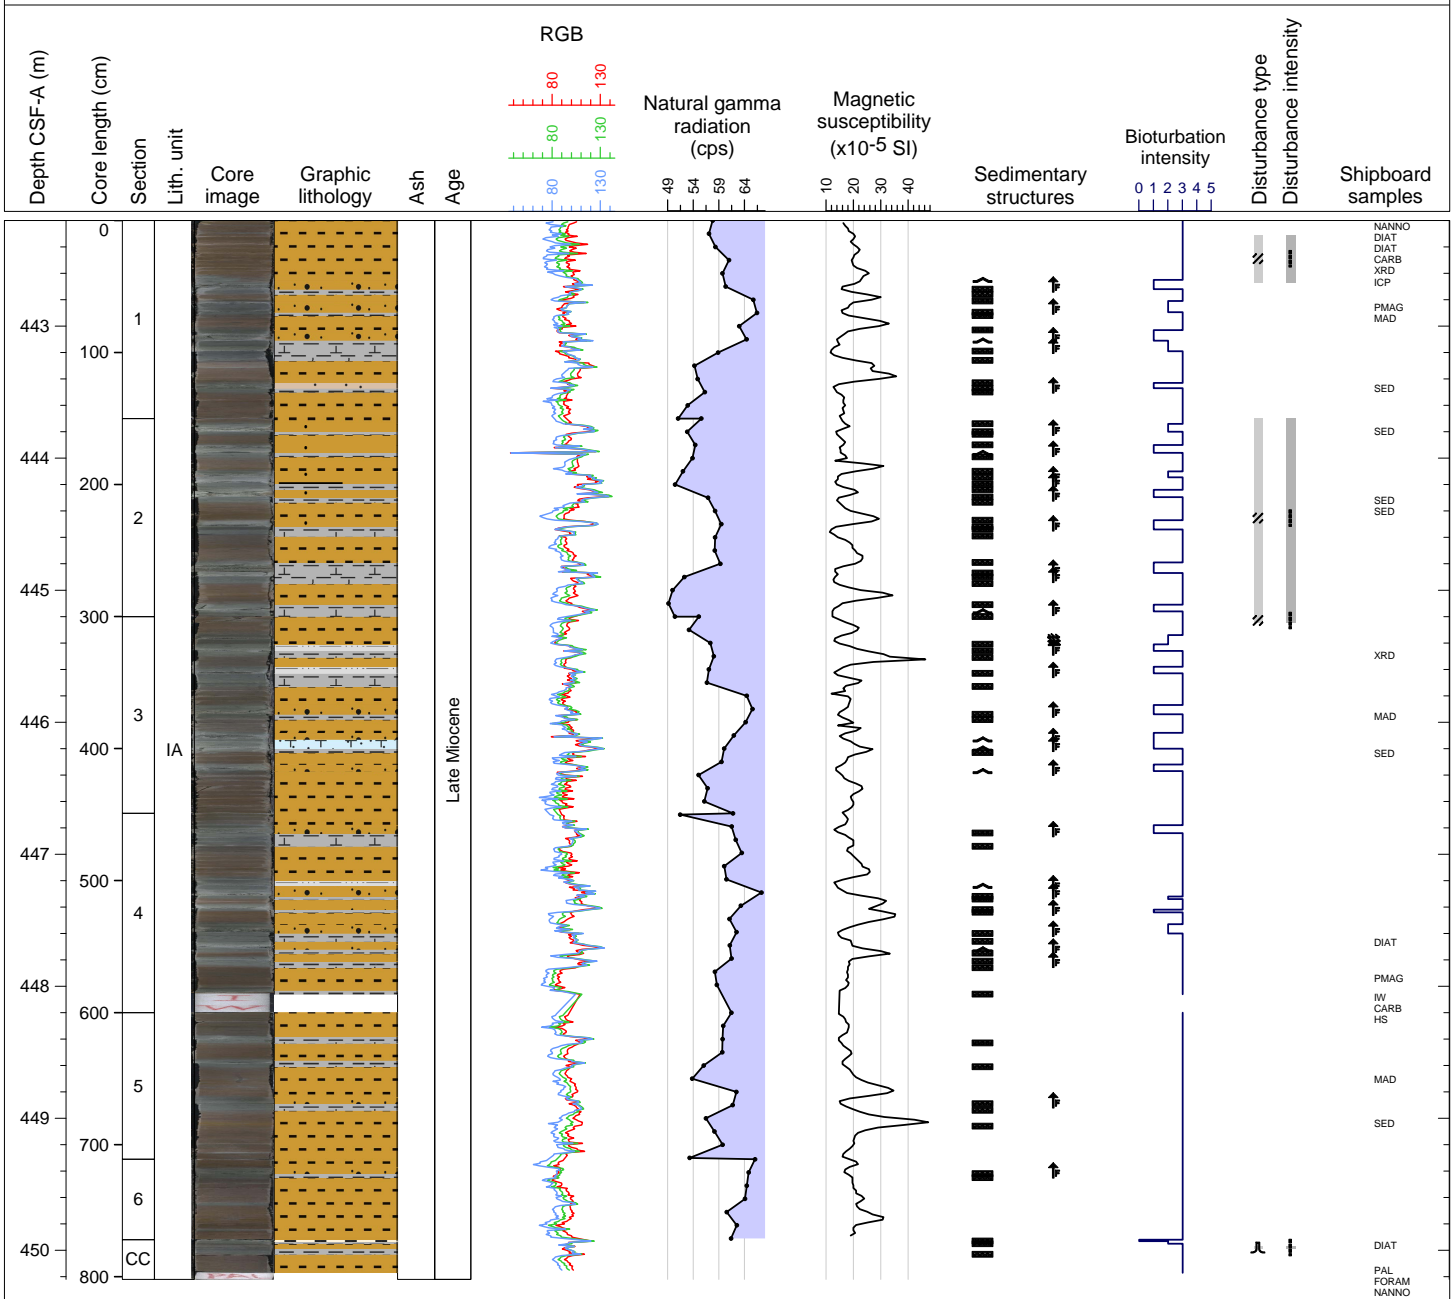 Depth CSF-A (m)
Core length (cm)
Section
Lith. unit
Core
image
Graphic
lithology
Ash
Age
RGB
80 130
80 130
80 130
Natural gamma
radiation
(cps)
49 54 59 64
Magnetic
susceptibility
(x10-5 SI)
10 20 30 40
Sedimentary
structures
Bioturbation
intensity
0 1 2 3 4 5
Disturbance type
Disturbance intensity
Shipboard
samples
0
100
200
300
400
500
600
700
800
443
444
445
446
447
448
449
450
1
2
3
4
5
6
CC
IA
Late Miocene
NANNO
DIAT
DIAT
CARB
XRD
ICP
PMAG
MAD
SED
SED
SED
SED
XRD
MAD
SED
DIAT
PMAG
IW
CARB
HS
MAD
SED
DIAT
PAL
FORAM
NANNO